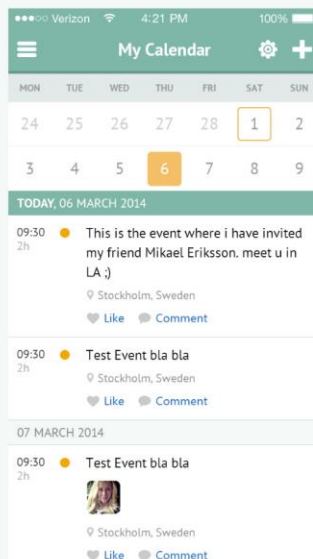 Verizon 4:21 PM 100%
My Calendar
MON TUE WED THU FRI SAT SUN
24 25 26 27 28 1 2
3 4 5 6 7 8 9
TODAY, 06 MARCH 2014
09:30 This is the event where i have invited
2h my friend Mikael Eriksson. meet u in
LA ;)
Stockholm, Sweden
Like Comment
09:30 Test Event bla bla
2h
Stockholm, Sweden
Like Comment
07 MARCH 2014
09:30 Test Event bla bla
2h
Stockholm, Sweden
Like Comment